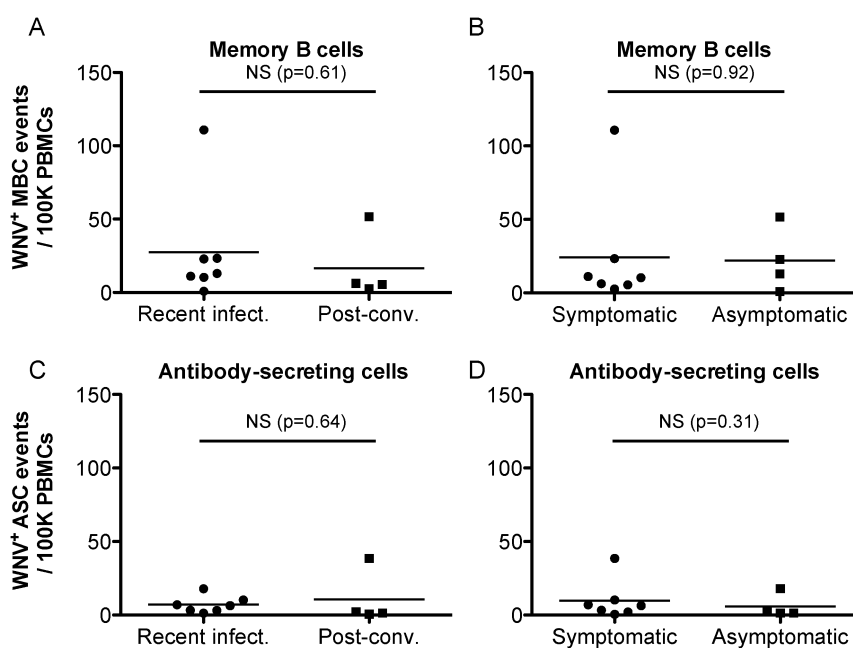 A
Memory B cells
NS (p=0.61)
WNV+ MBC events
/ 100K PBMCs
150
100
50
0
Recent infect.
Post-conv.
B
Memory B cells
NS (p=0.92)
150
100
50
0
Symptomatic
Asymptomatic
C
Antibody-secreting cells
NS (p=0.64)
WNV+ ASC events
/ 100K PBMCs
150
100
50
0
Recent infect.
Post-conv.
D
Antibody-secreting cells
NS (p=0.31)
150
100
50
0
Symptomatic
Asymptomatic